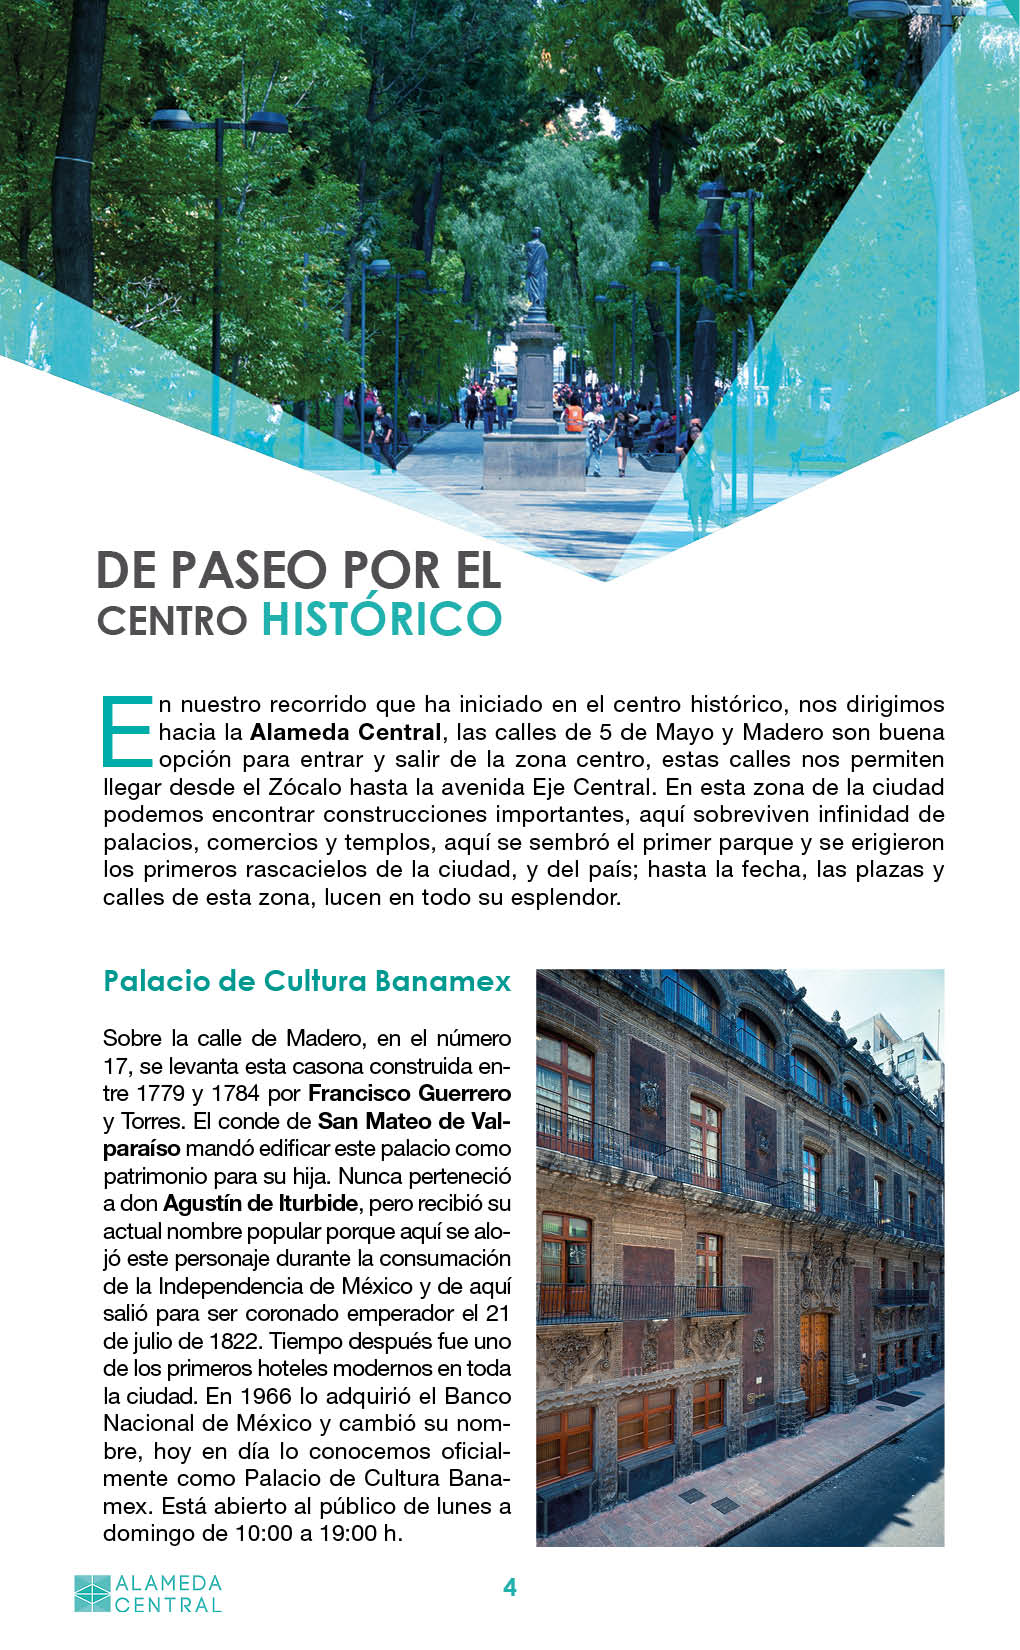 DE PASEO POR EL
CENTRO HISTÓRICO
En nuestro recorrido que ha iniciado en el centro histórico, nos dirigimos
hacia la Alameda Central, las calles de 5 de Mayo y Madero son buena
opción para entrar y salir de la zona centro, estas calles nos permiten
llegar desde el Zócalo hasta la avenida Eje Central. En esta zona de la ciudad
podemos encontrar construcciones importantes, aquí sobreviven infinidad de
palacios, comercios y templos, aquí se sembró el primer parque y se erigieron
los primeros rascacielos de la ciudad, y del país; hasta la fecha, las plazas y
calles de esta zona, lucen en todo su esplendor.
Palacio de Cultura Banamex
Sobre la calle de Madero, en el número
17, se levanta esta casona construida en-
tre 1779 y 1784 por Francisco Guerrero
y Torres. El conde de San Mateo de Val-
paraíso mandó edificar este palacio como
patrimonio para su hija. Nunca perteneció
a don Agustín de Iturbide, pero recibió su
actual nombre popular porque aquí se alo-
jó este personaje durante la consumación
de la Independencia de México y de aquí
salió para ser coronado emperador el 21
de julio de 1822. Tiempo después fue uno
de los primeros hoteles modernos en toda
la ciudad. En 1966 lo adquirió el Banco
Nacional de México y cambió su nom-
bre, hoy en día lo conocemos oficial-
mente como Palacio de Cultura Bana-
mex. Está abierto al público de lunes a
domingo de 10:00 a 19:00 h.
ALAMEDA
CENTRAL
4